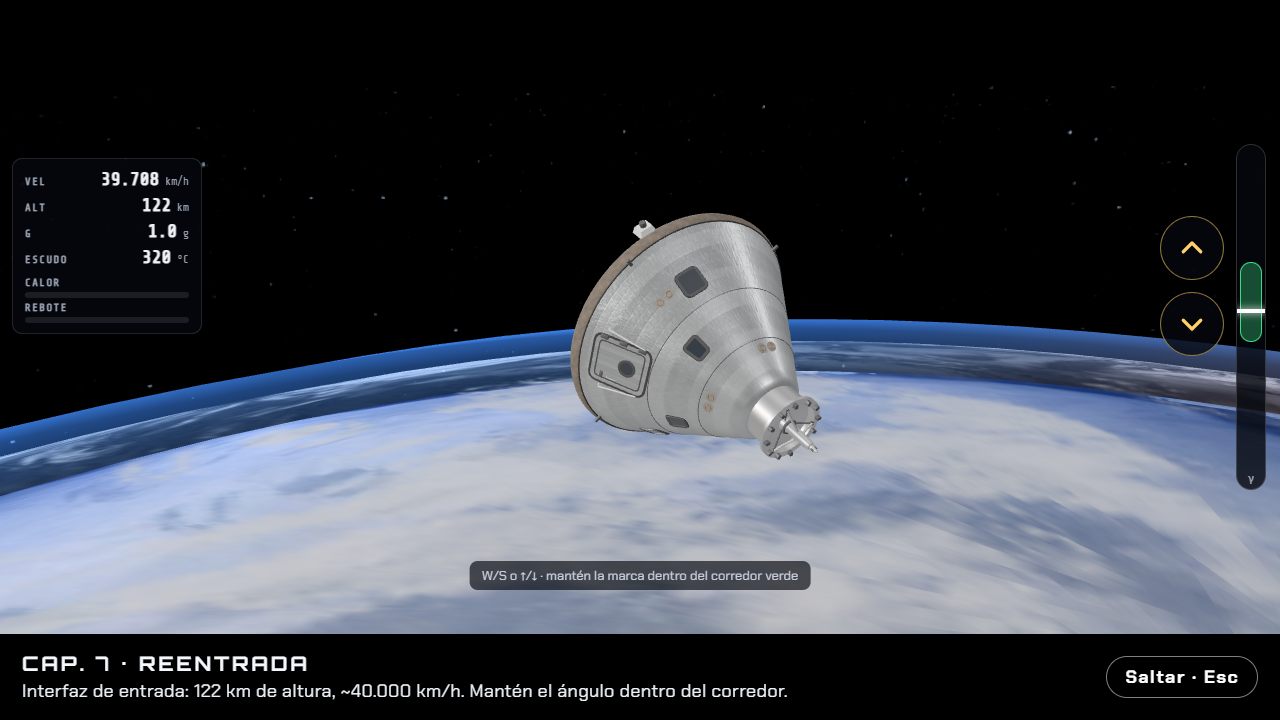 VEL 39.708 km/h
ALT 122 km
G 1.0 g
ESCUDO 320 °C
CALOR
REBOTE
γ
W/S o ↑/↓ · mantén la marca dentro del corredor verde
CAP. 7 · REENTRADA
Interfaz de entrada: 122 km de altura, ~40.000 km/h. Mantén el ángulo dentro del corredor.
Saltar · Esc